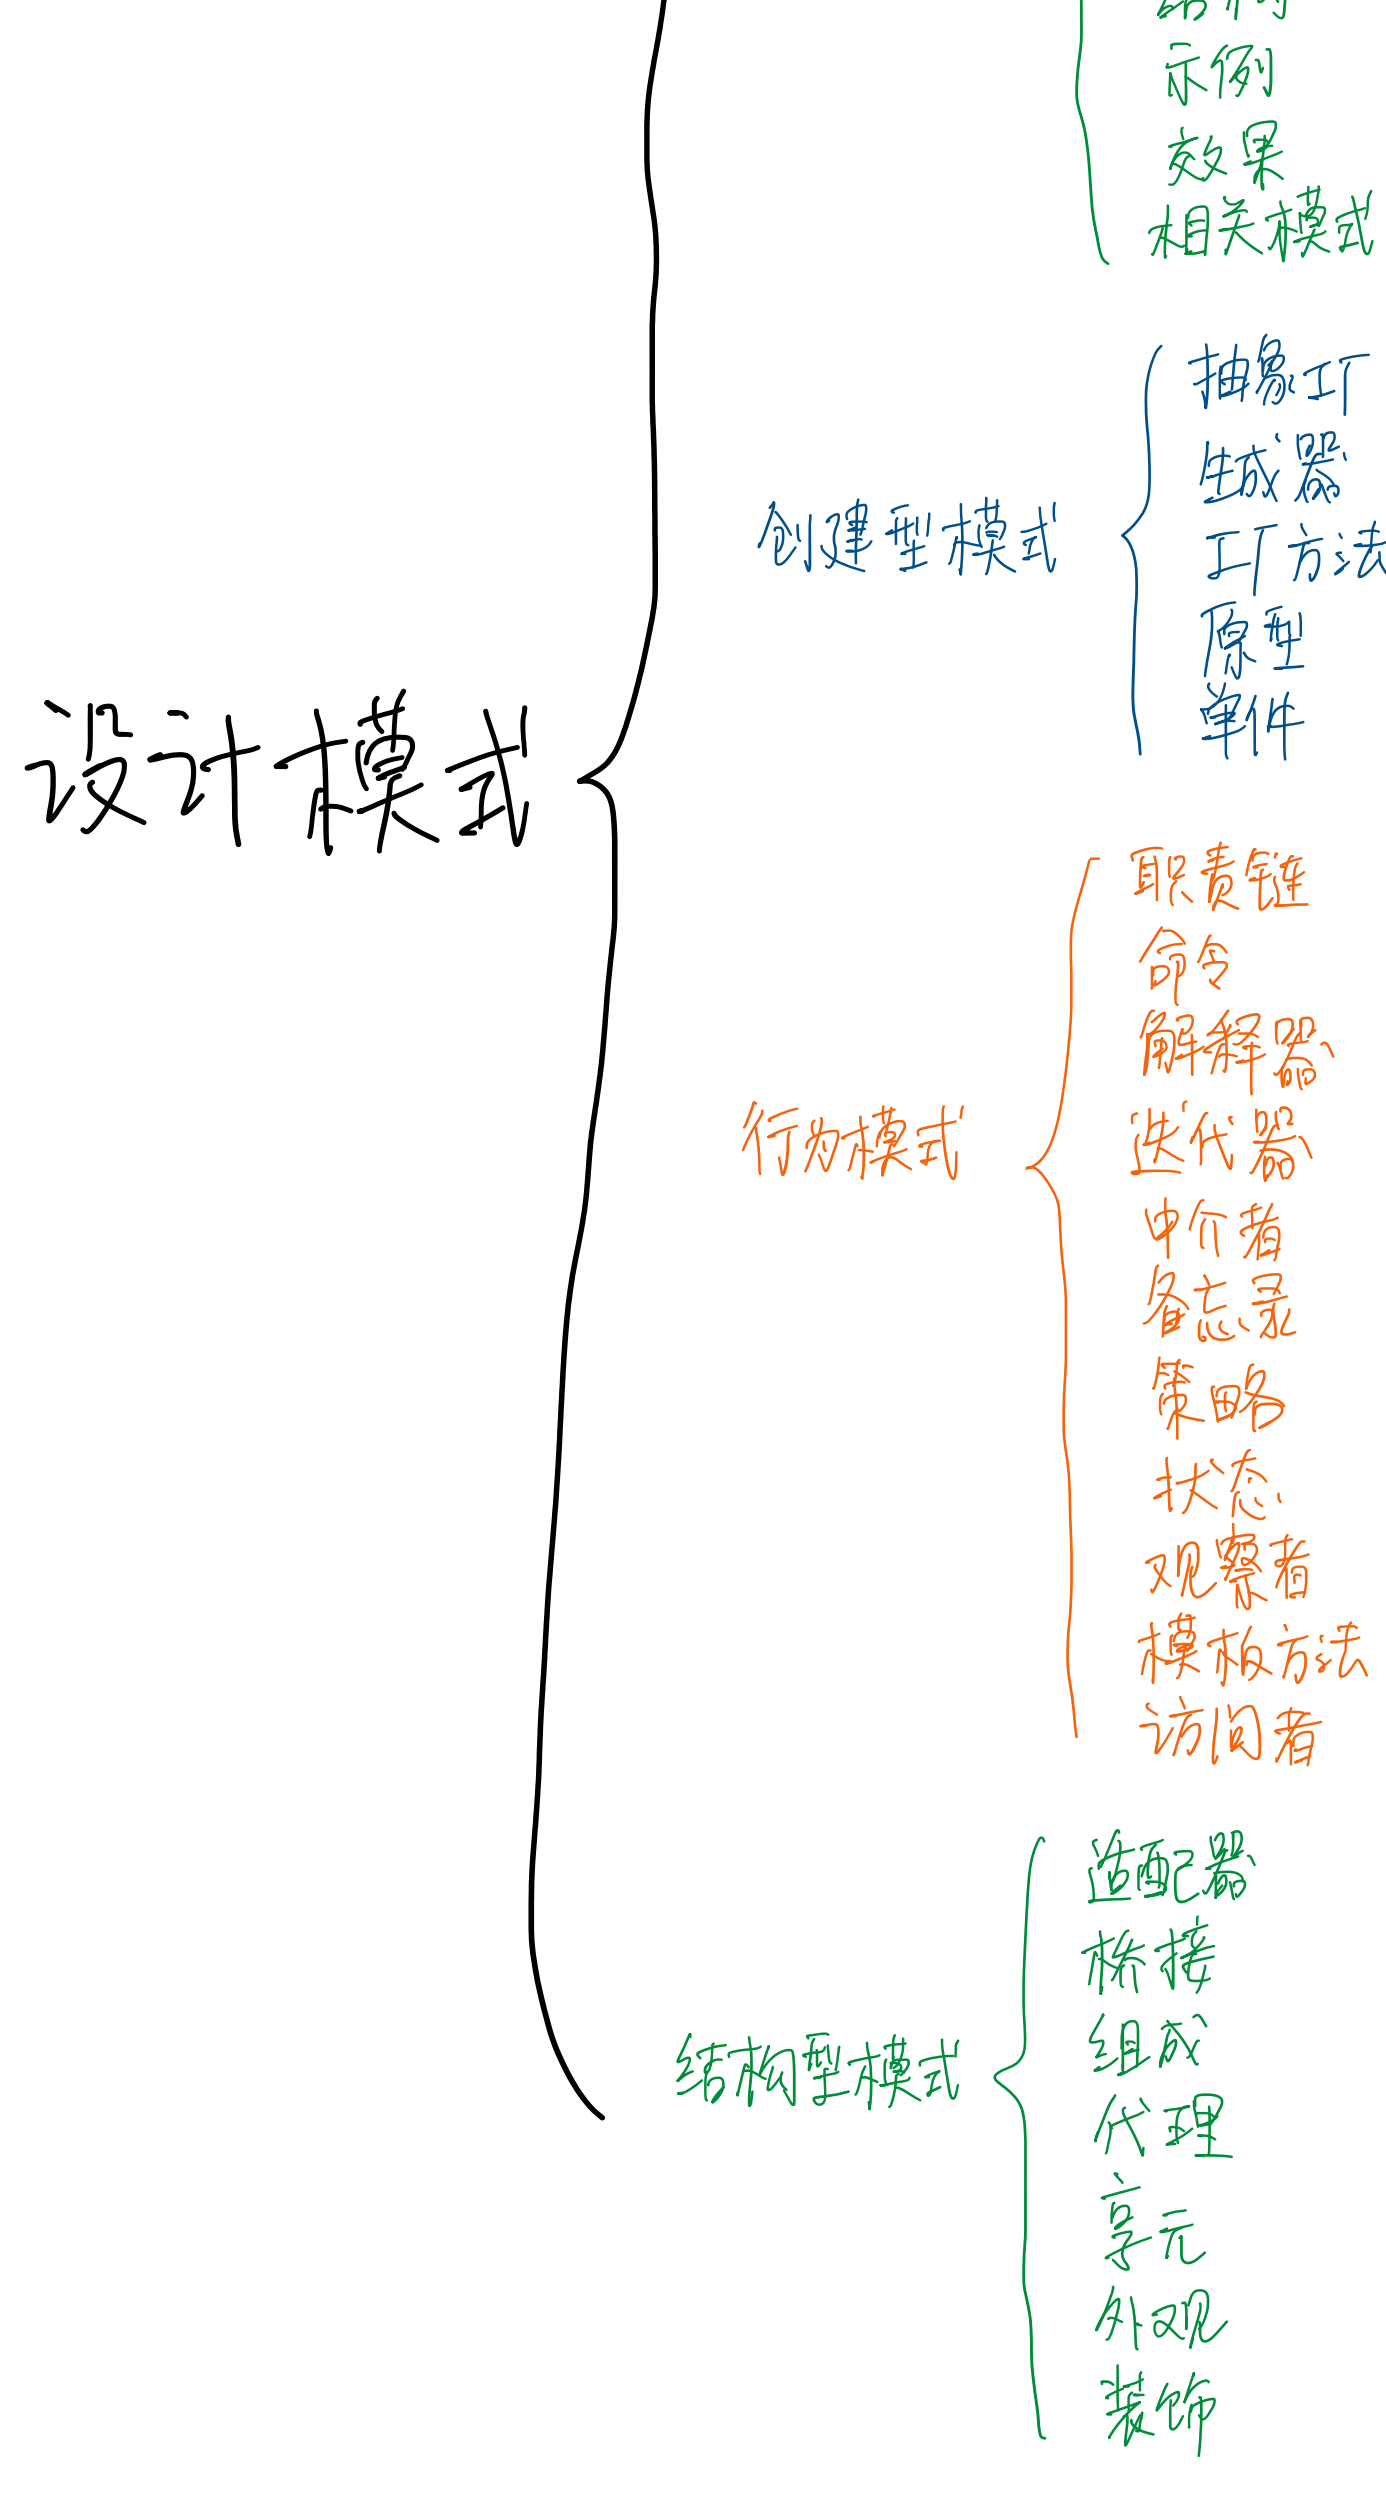 示例
效果
相关模式
设计模式
创建型模式
抽象工厂
生成器
工厂方法
原型
单件
行为模式
职责链
命令
解释器
迭代器
中介者
备忘录
策略
状态
观察者
模板方法
访问者
结构型模式
适配器
桥接
组成
代理
享元
外观
装饰